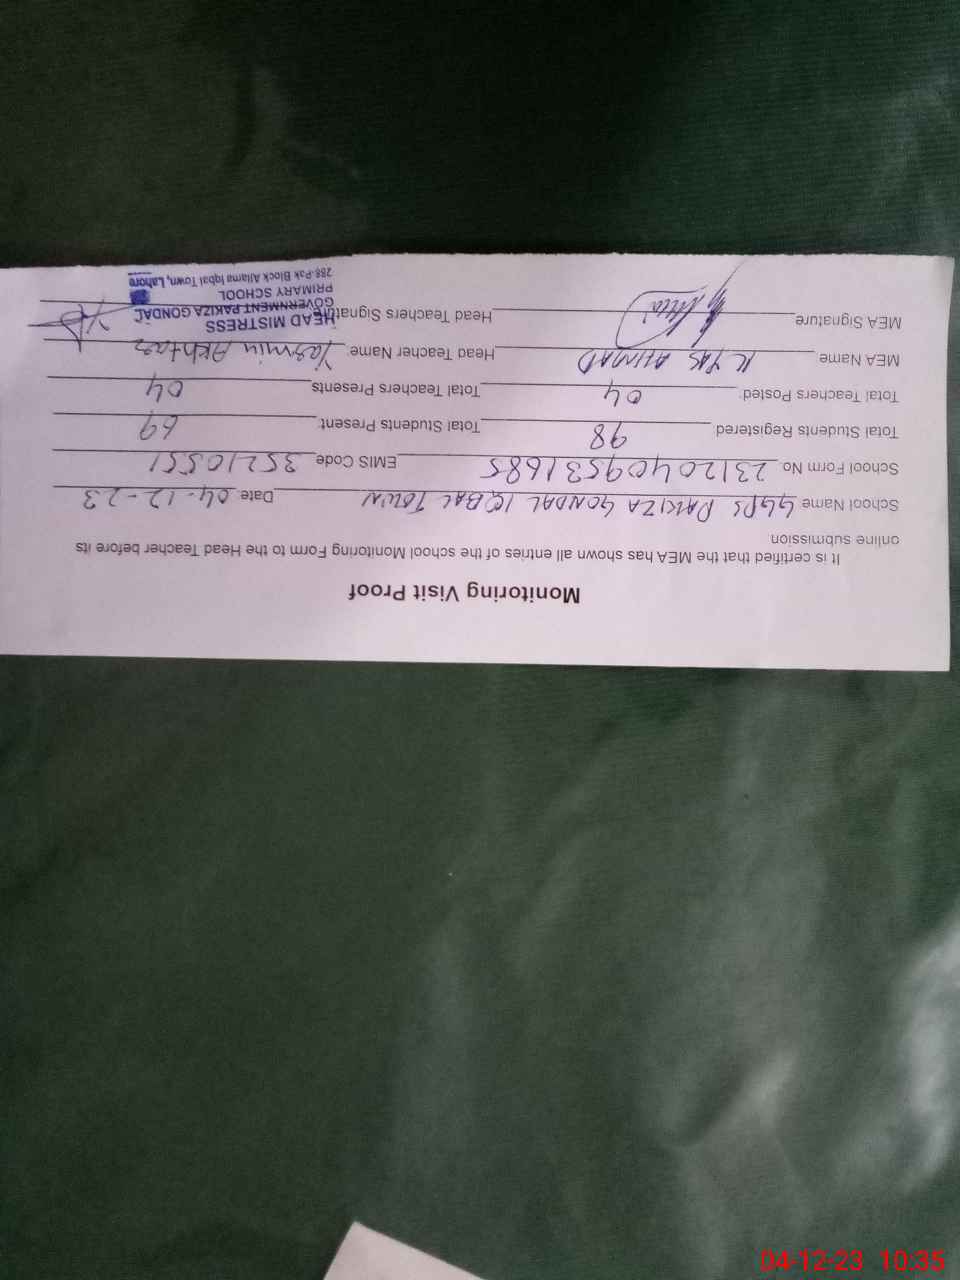 Monitoring Visit Proof
It is certified that the MEA has shown all entries of the school Monitoring Form to the Head Teacher before its
online submission
School Name GGPS PAKIZA GONDAL IQBAL TOWN Date: 04-12-23
School Form No. 23120409531685 EMIS Code 35210551
Total Students Registered: 98 Total Students Present: 69
Total Teachers Posted: 04 Total Teachers Presents 04
MEA Name ILYAS AHMAD Head Teacher Name: Yasmin Akhtar
MEA Signature Head Teachers Signature
HEAD MISTRESS
GOVERNMENT PAKIZA GONDAL
PRIMARY SCHOOL
288-Pak Block Allama Iqbal Town, Lahore
04-12-23 10:35